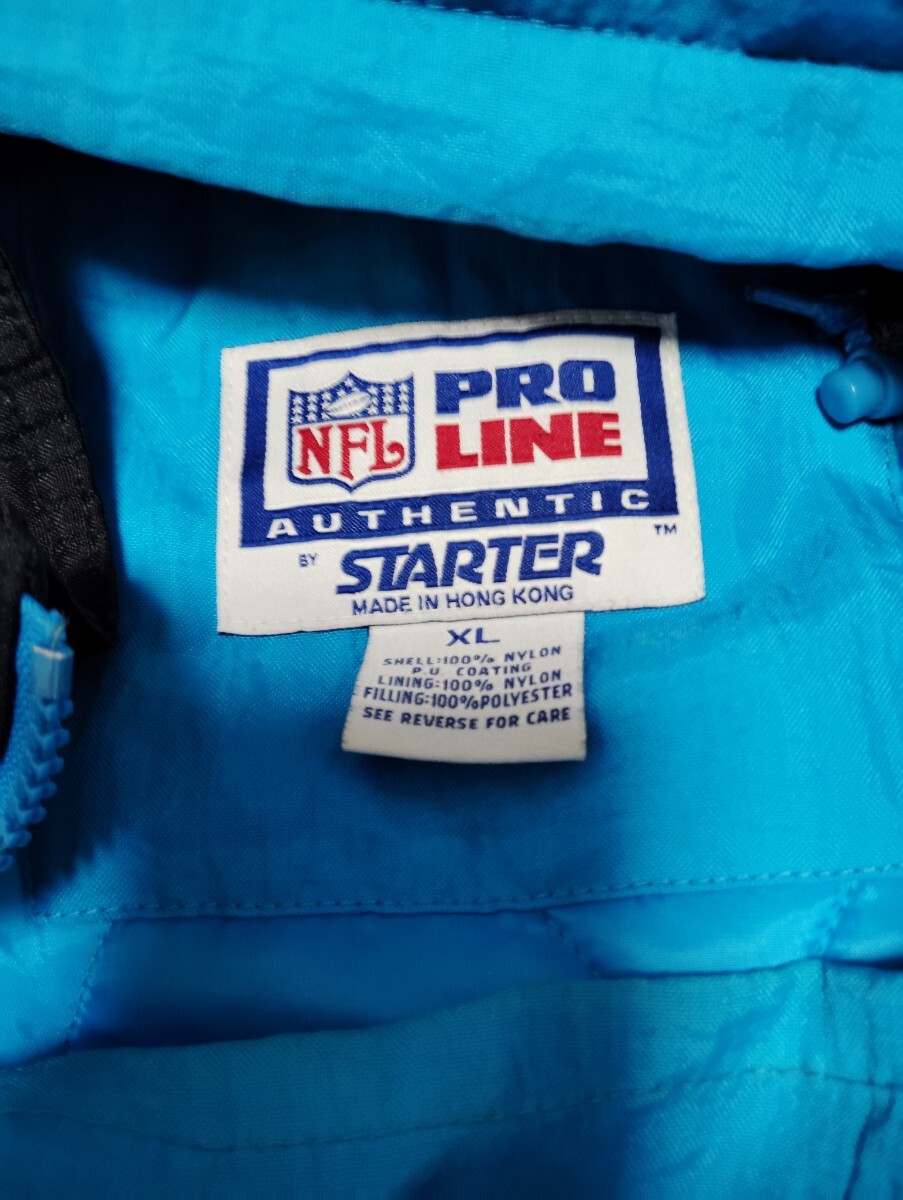 NFL
PRO
LINE
AUTHENTIC
BY STARTER ™
MADE IN HONG KONG
XL
SHELL:100% NYLON
P.U. COATING
LINING:100% NYLON
FILLING:100%POLYESTER
SEE REVERSE FOR CARE